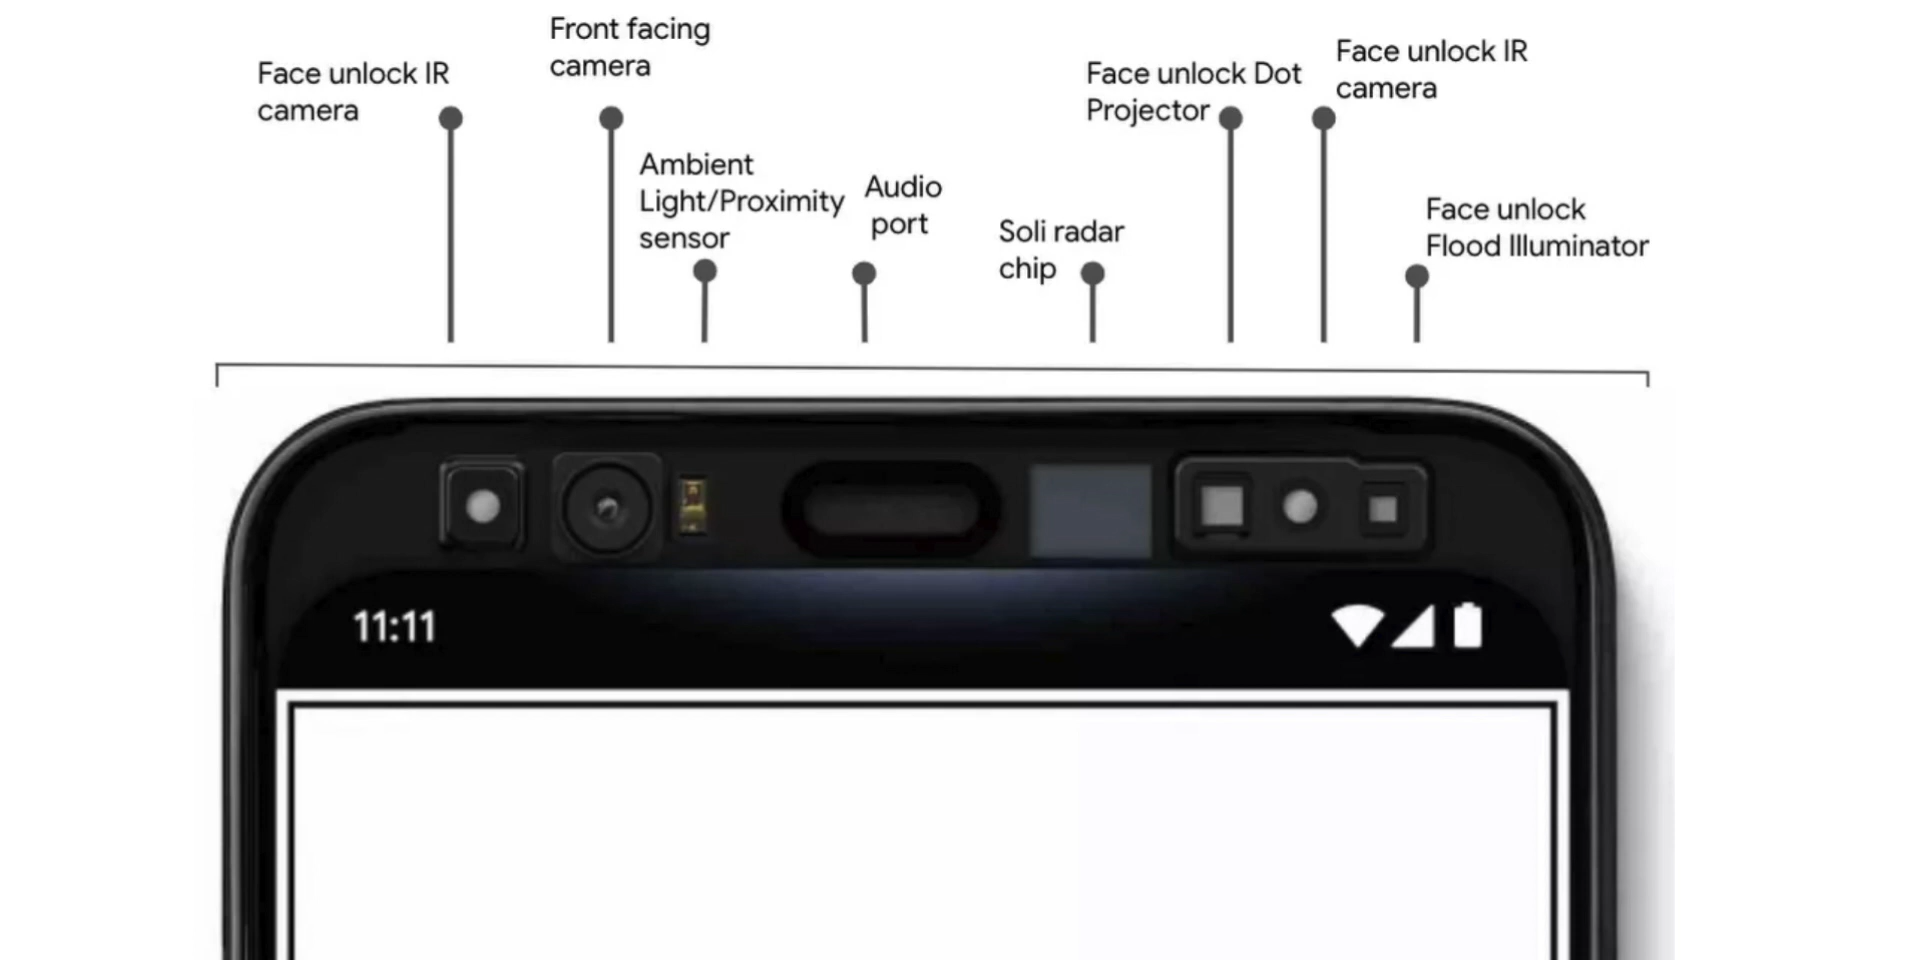 Face unlock IR
camera
Front facing
camera
Ambient
Light/Proximity
sensor
Audio
port
Soli radar
chip
Face unlock Dot
Projector
Face unlock IR
camera
Face unlock
Flood Illuminator
11:11